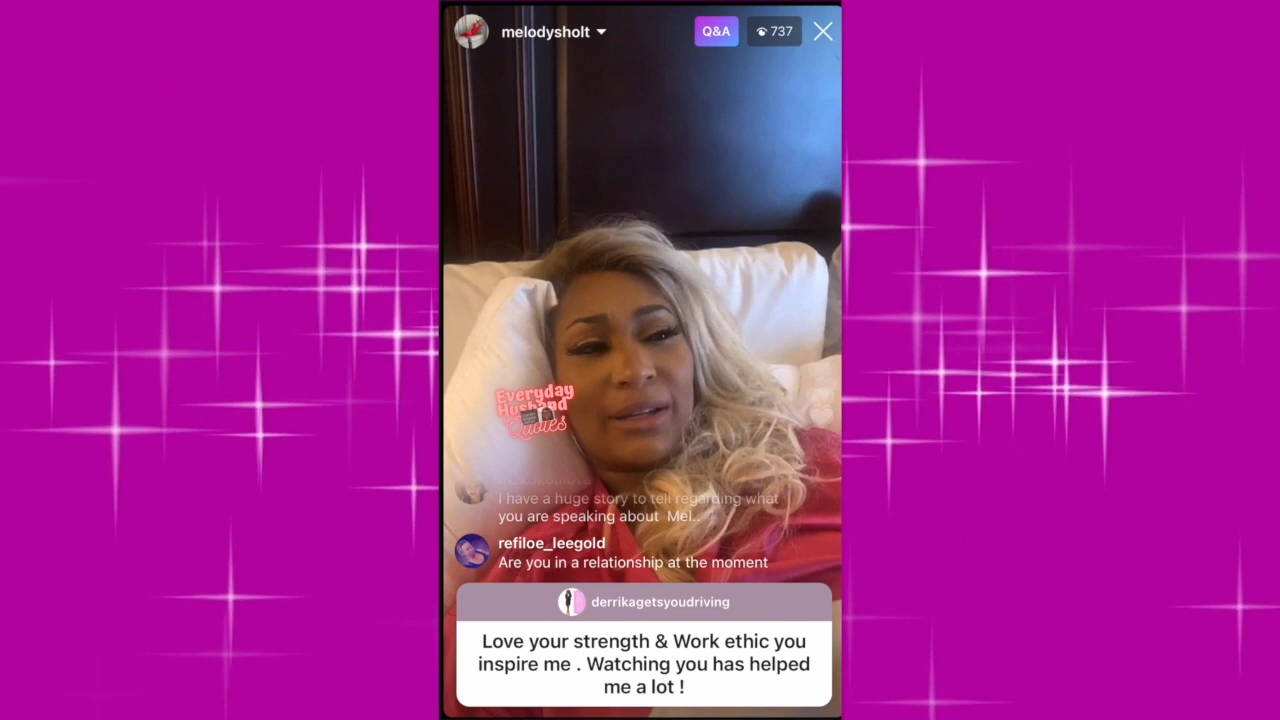 melodysholt
Q&A
737
Everyday
Husband
Quotes
I have a huge story to tell regarding what
you are speaking about Mel..
refiloe_leegold
Are you in a relationship at the moment
derrikagetsyoudriving
Love your strength & Work ethic you
inspire me . Watching you has helped
me a lot !